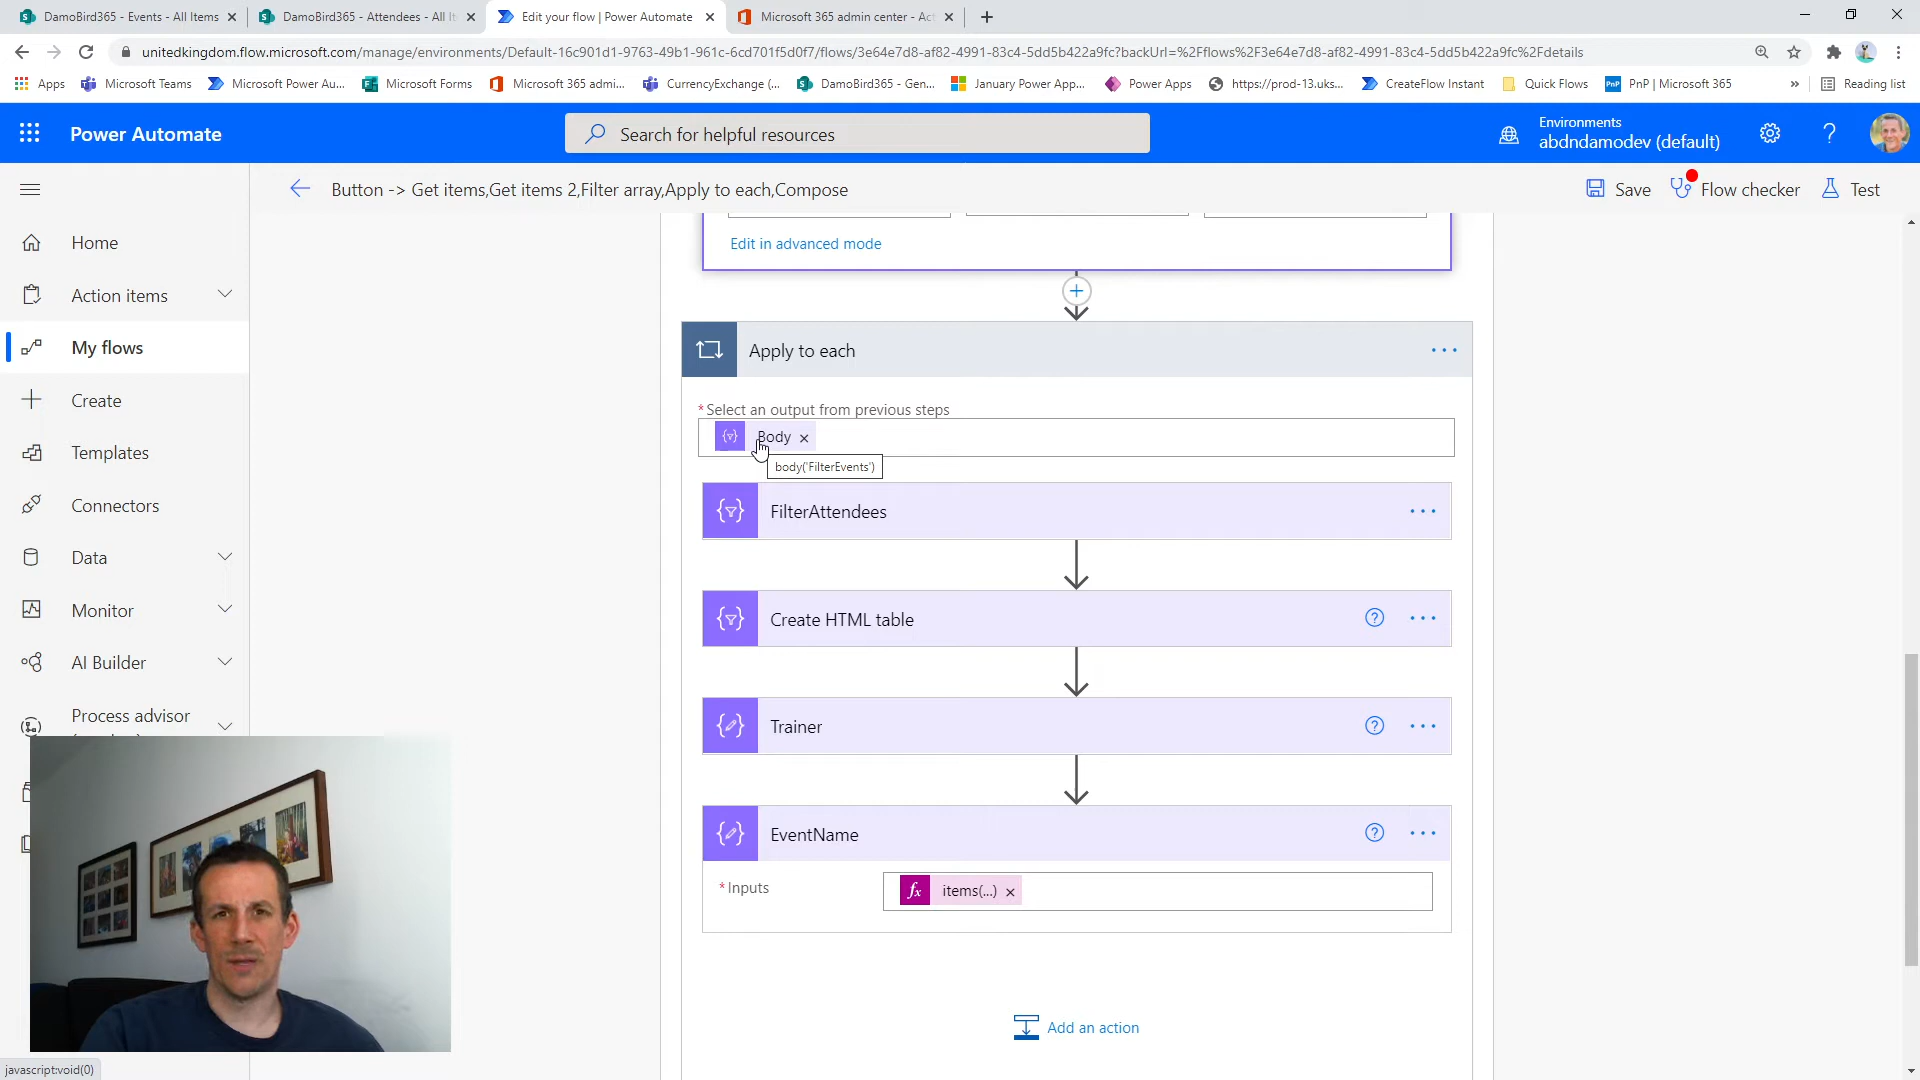 DamoBird365 - Events - All Items
DamoBird365 - Attendees - All It
Edit your flow | Power Automate
Microsoft 365 admin center - Act
unitedkingdom.flow.microsoft.com/manage/environments/Default-16c901d1-9763-49b1-961c-6cd701f5d0f7/flows/3e64e7d8-af82-4991-83c4-5dd5b422a9fc?backUrl=%2Fflows%2F3e64e7d8-af82-4991-83c4-5dd5b422a9fc%2Fdetails
Apps
Microsoft Teams
Microsoft Power Au...
Microsoft Forms
Microsoft 365 admi...
CurrencyExchange (...
DamoBird365 - Gen...
January Power App...
Power Apps
https://prod-13.uks...
CreateFlow Instant
Quick Flows
PnP | Microsoft 365
»
Reading list
Power Automate
Search for helpful resources
Environments
abdndamodev (default)
?
Button -> Get items,Get items 2,Filter array,Apply to each,Compose
Save
Flow checker
Test
Home
Action items
My flows
Create
Templates
Connectors
Data
Monitor
AI Builder
Process advisor
Edit in advanced mode
Apply to each
...
* Select an output from previous steps
Body ×
body('FilterEvents')
FilterAttendees
...
Create HTML table
? ...
Trainer
? ...
EventName
? ...
* Inputs
fx items(...) ×
Add an action
javascript:void(0)